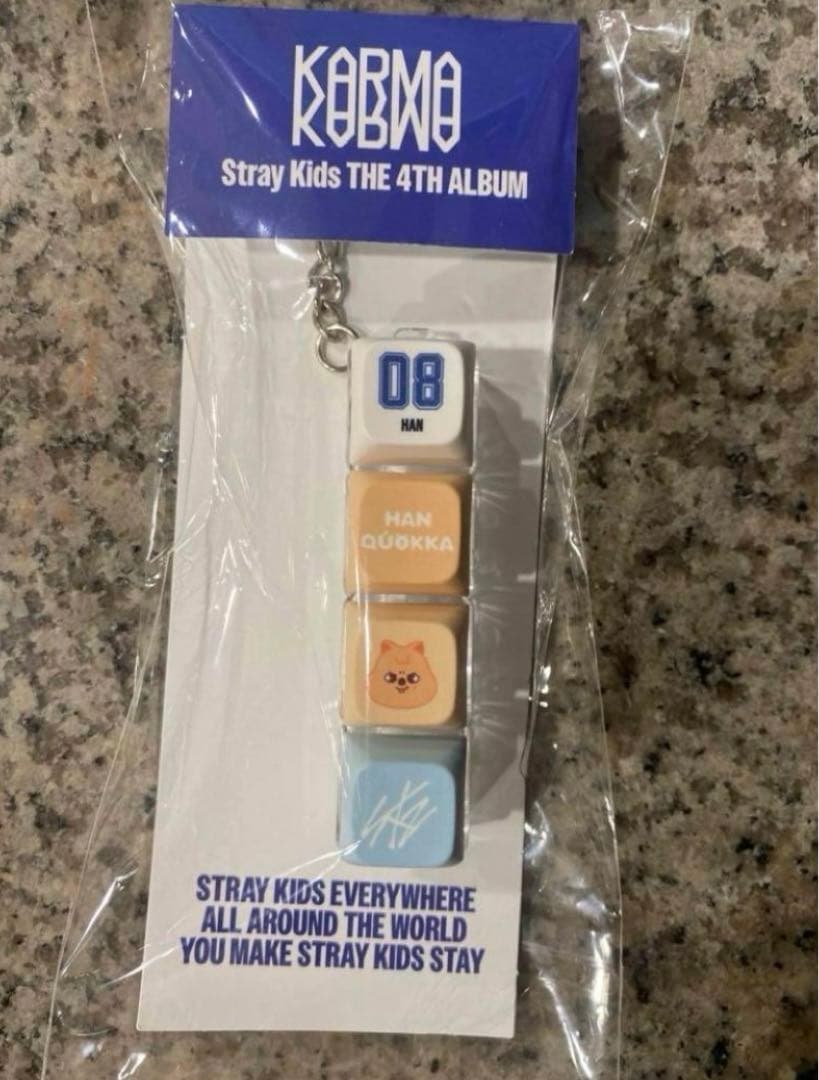 KARMA
Stray Kids THE 4TH ALBUM
08
HAN
HAN
QUOKKA
SKZ
STRAY KIDS EVERYWHERE
ALL AROUND THE WORLD
YOU MAKE STRAY KIDS STAY